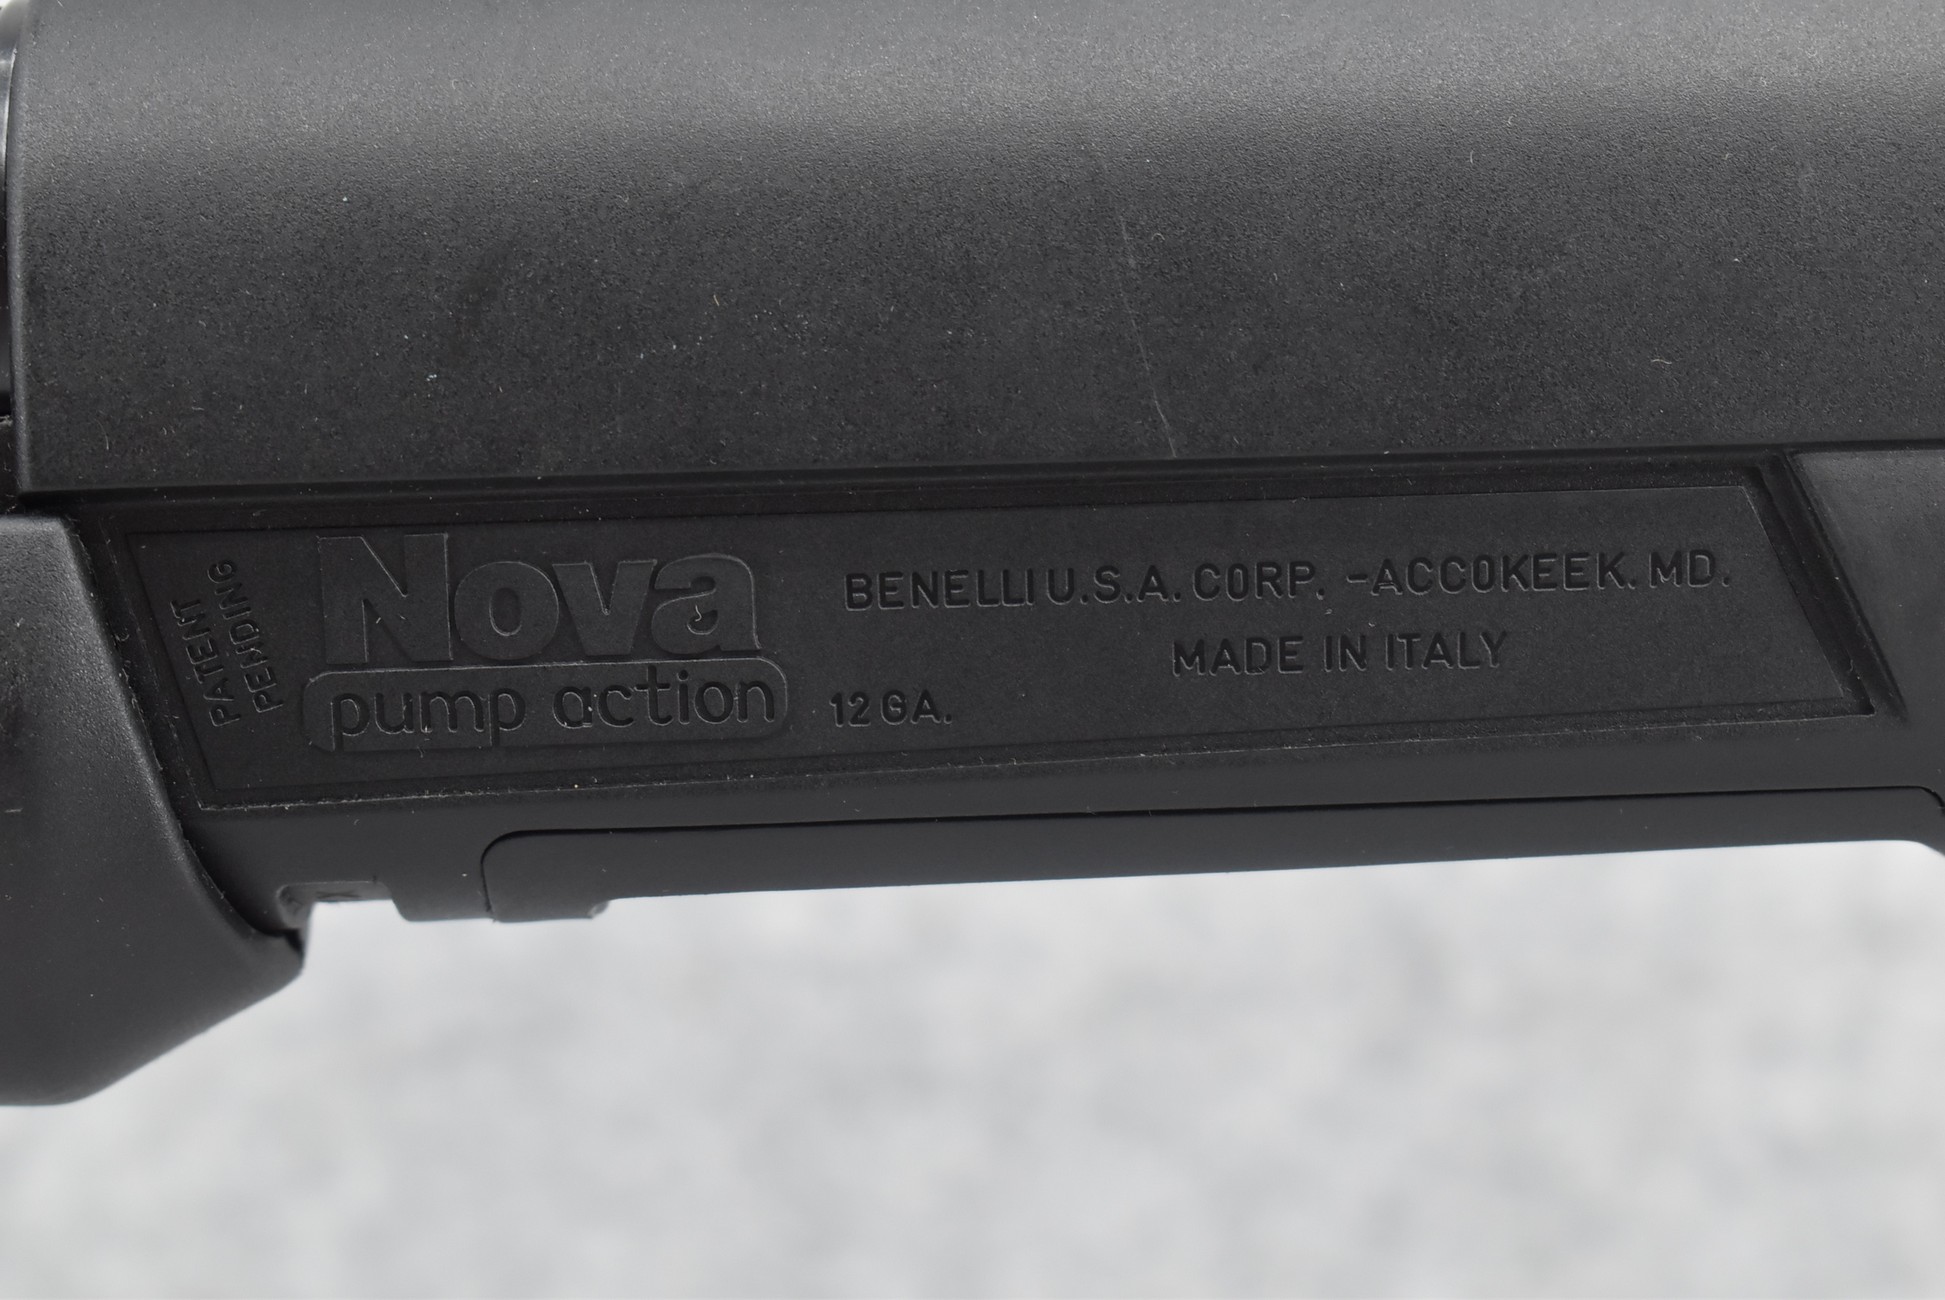 PATENT
PENDING
Nova
pump action
BENELLI U.S.A. CORP. -ACCOKEEK. MD.
MADE IN ITALY
12 GA.